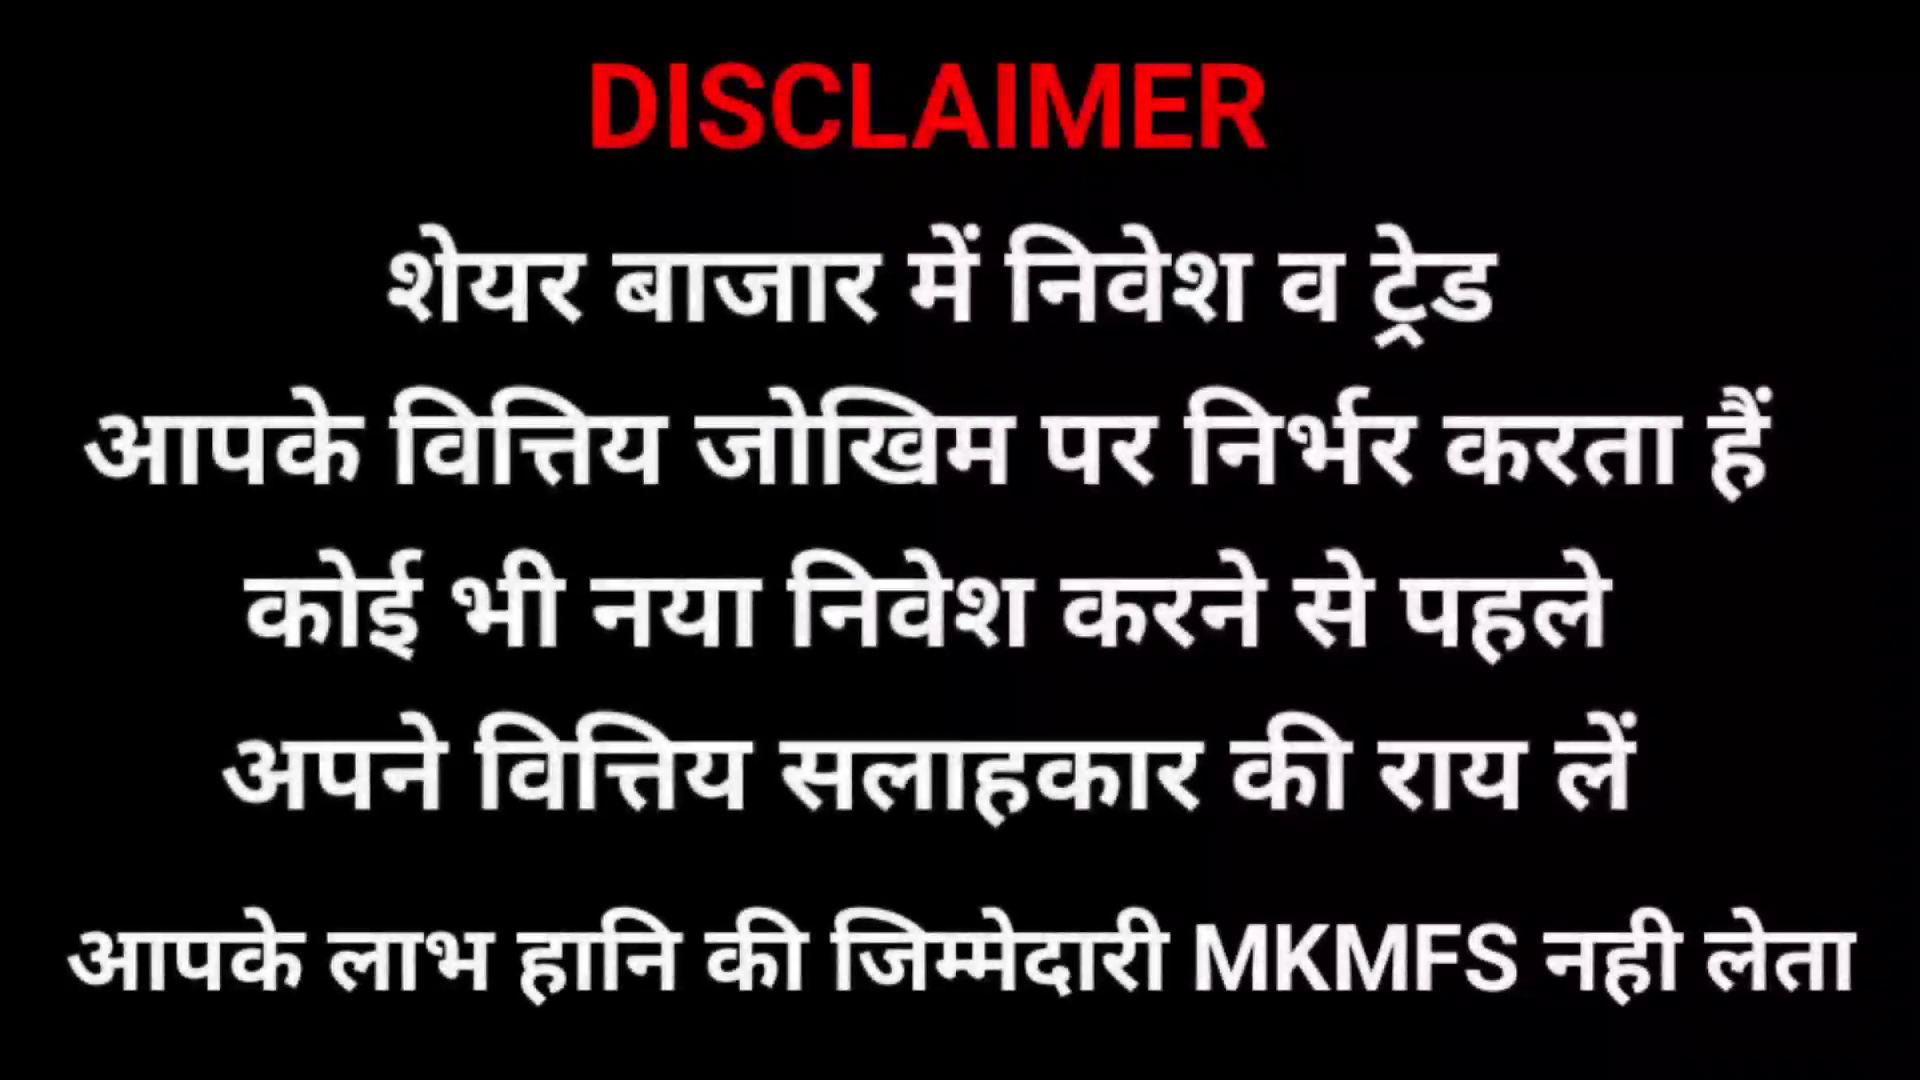 DISCLAIMER
शेयर बाजार में निवेश व ट्रेड
आपके वित्तिय जोखिम पर निर्भर करता हैं
कोई भी नया निवेश करने से पहले
अपने वित्तिय सलाहकार की राय लें
आपके लाभ हानि की जिम्मेदारी MKMFS नही लेता